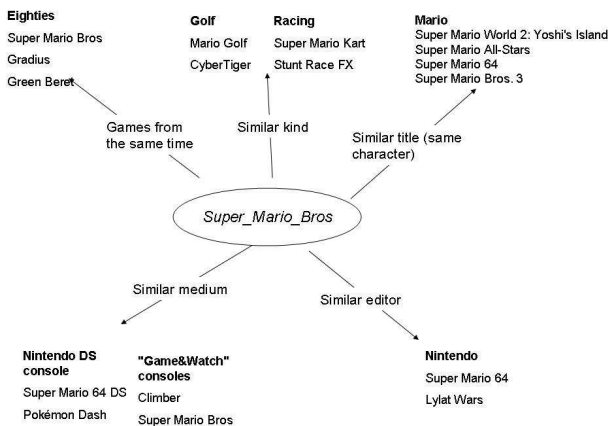 Eighties
Super Mario Bros
Gradius
Green Beret
Golf
Mario Golf
CyberTiger
Racing
Super Mario Kart
Stunt Race FX
Mario
Super Mario World 2: Yoshi's Island
Super Mario All-Stars
Super Mario 64
Super Mario Bros. 3
Games from
the same time
Similar kind
Similar title (same
character)
Super_Mario_Bros
Similar medium
Similar editor
Nintendo DS
console
Super Mario 64 DS
Pokémon Dash
"Game&Watch"
consoles
Climber
Super Mario Bros
Nintendo
Super Mario 64
Lylat Wars